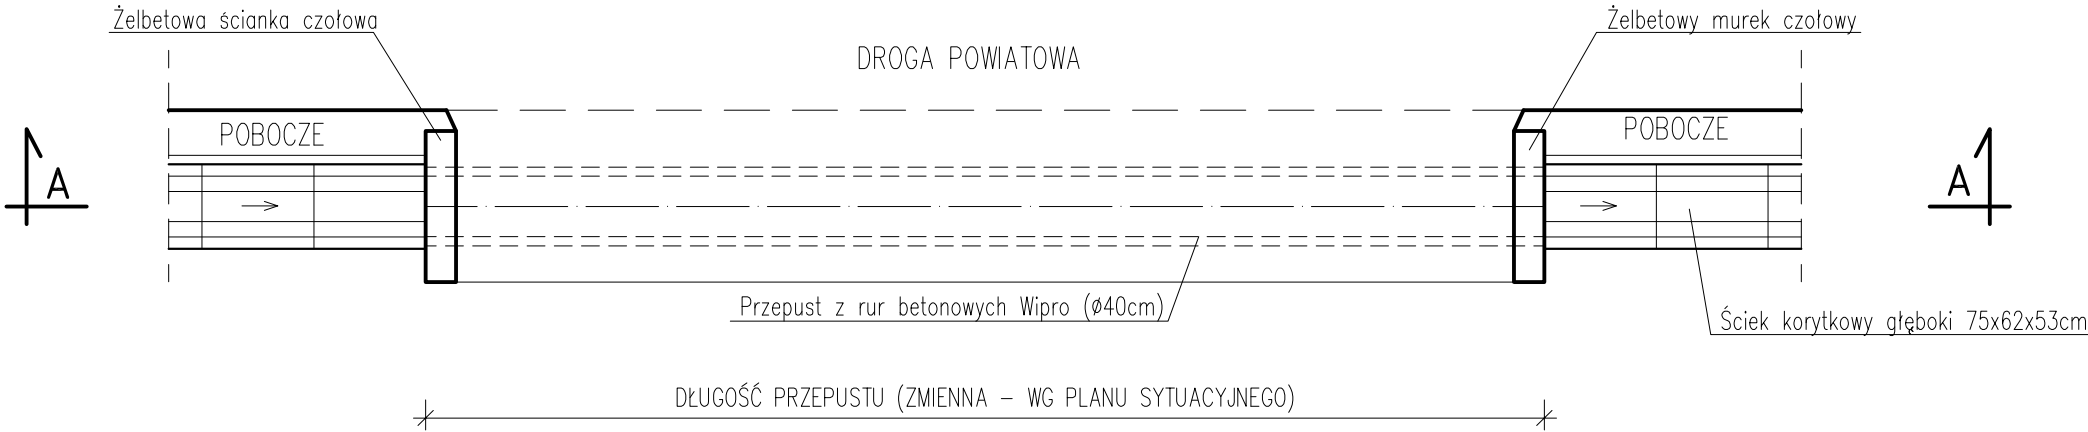 Żelbetowa ścianka czołowa
Żelbetowy murek czołowy
DROGA POWIATOWA
POBOCZE
POBOCZE
A
A
Przepust z rur betonowych Wipro (ø40cm)
Ściek korytkowy głęboki 75x62x53cm
DŁUGOŚĆ PRZEPUSTU (ZMIENNA – WG PLANU SYTUACYJNEGO)